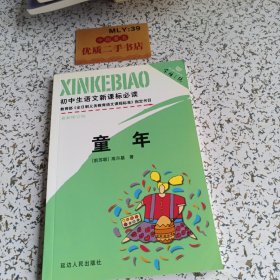 MLY:39
优质二手书店
XINKEBIAO
初中生语文新课标必读
教育部《全日制义务教育语文课程标准》指定书目
童年
[前苏联] 高尔基 著
延边人民出版社